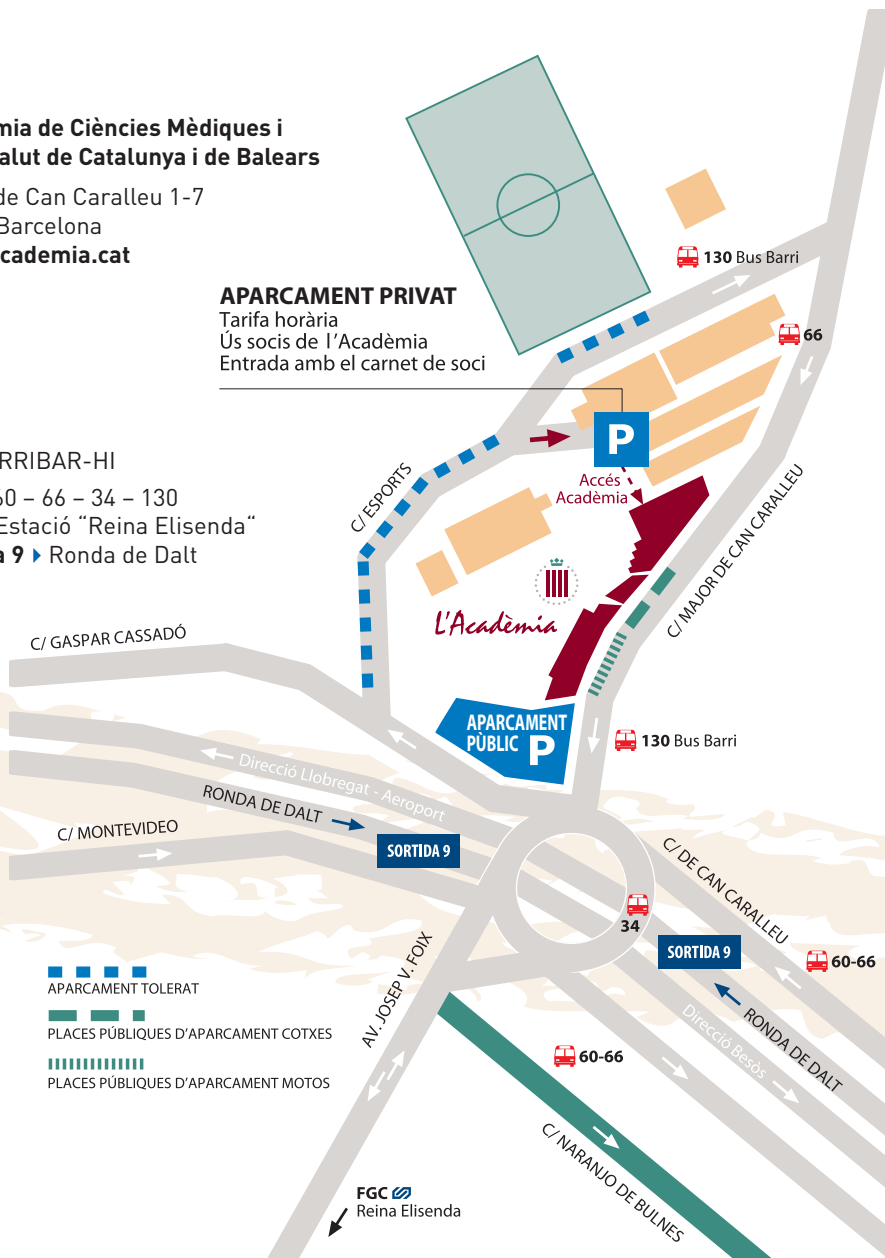 mia de Ciències Mèdiques i
alut de Catalunya i de Balears
de Can Caralleu 1-7
Barcelona
cademia.cat
130 Bus Barri
APARCAMENT PRIVAT
Tarifa horària
Ús socis de l'Acadèmia
Entrada amb el carnet de soci
66
P
RRIBAR-HI
60 – 66 – 34 – 130
Estació “Reina Elisenda“
a 9 Ronda de Dalt
C/ ESPORTS
Accés
Acadèmia
C/ MAJOR DE CAN CARALLEU
L'Acadèmia
C/ GASPAR CASSADÓ
APARCAMENT
PÙBLIC P
130 Bus Barri
Direcció Llobregat - Aeroport
RONDA DE DALT
C/ MONTEVIDEO
SORTIDA 9
C/ DE CAN CARALLEU
34
SORTIDA 9
60-66
AV. JOSEP V. FOIX
APARCAMENT TOLERAT
PLACES PÚBLIQUES D'APARCAMENT COTXES
PLACES PÚBLIQUES D'APARCAMENT MOTOS
RONDA DE DALT
Direcció Besòs
60-66
C/ NARANJO DE BULNES
FGC
Reina Elisenda